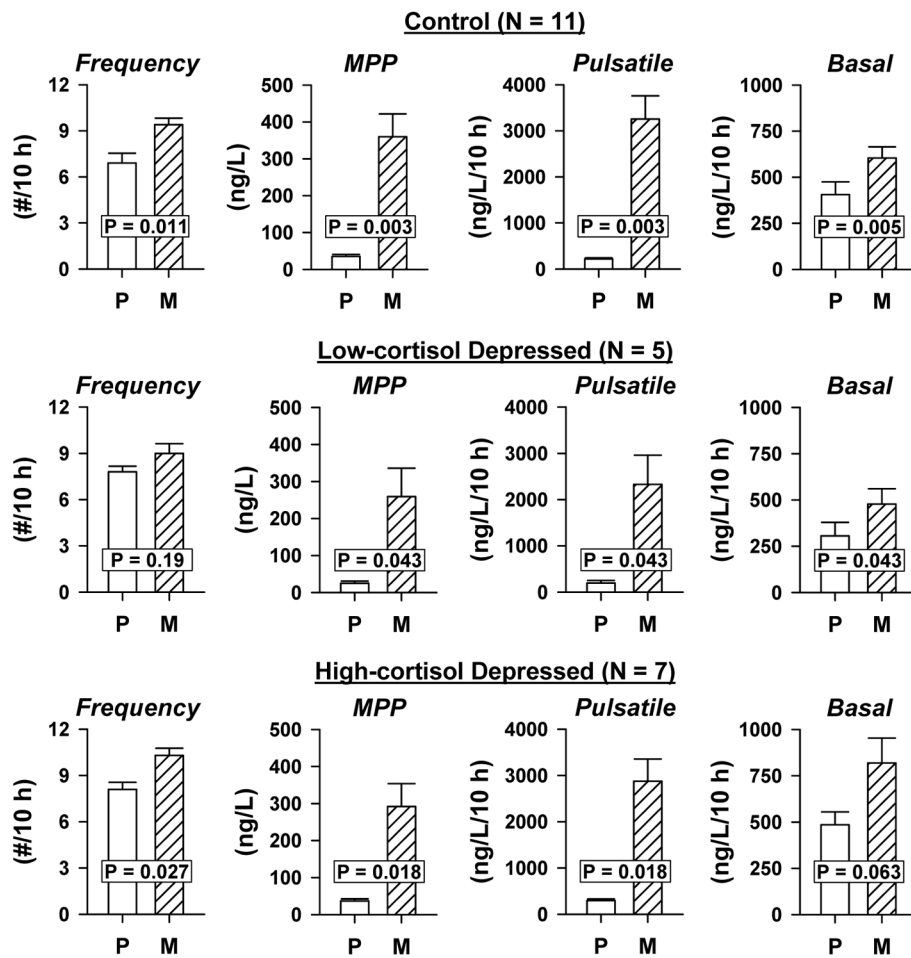 Control (N = 11)
Frequency MPP Pulsatile Basal
(#/10 h) 12 9 6 3 0 P = 0.011 P M
(ng/L) 500 400 300 200 100 0 P = 0.003 P M
(ng/L/10 h) 4000 3000 2000 1000 0 P = 0.003 P M
(ng/L/10 h) 1000 750 500 250 0 P = 0.005 P M
Low-cortisol Depressed (N = 5)
Frequency MPP Pulsatile Basal
(#/10 h) 12 9 6 3 0 P = 0.19 P M
(ng/L) 500 400 300 200 100 0 P = 0.043 P M
(ng/L/10 h) 4000 3000 2000 1000 0 P = 0.043 P M
(ng/L/10 h) 1000 750 500 250 0 P = 0.043 P M
High-cortisol Depressed (N = 7)
Frequency MPP Pulsatile Basal
(#/10 h) 12 9 6 3 0 P = 0.027 P M
(ng/L) 500 400 300 200 100 0 P = 0.018 P M
(ng/L/10 h) 4000 3000 2000 1000 0 P = 0.018 P M
(ng/L/10 h) 1000 750 500 250 0 P = 0.063 P M